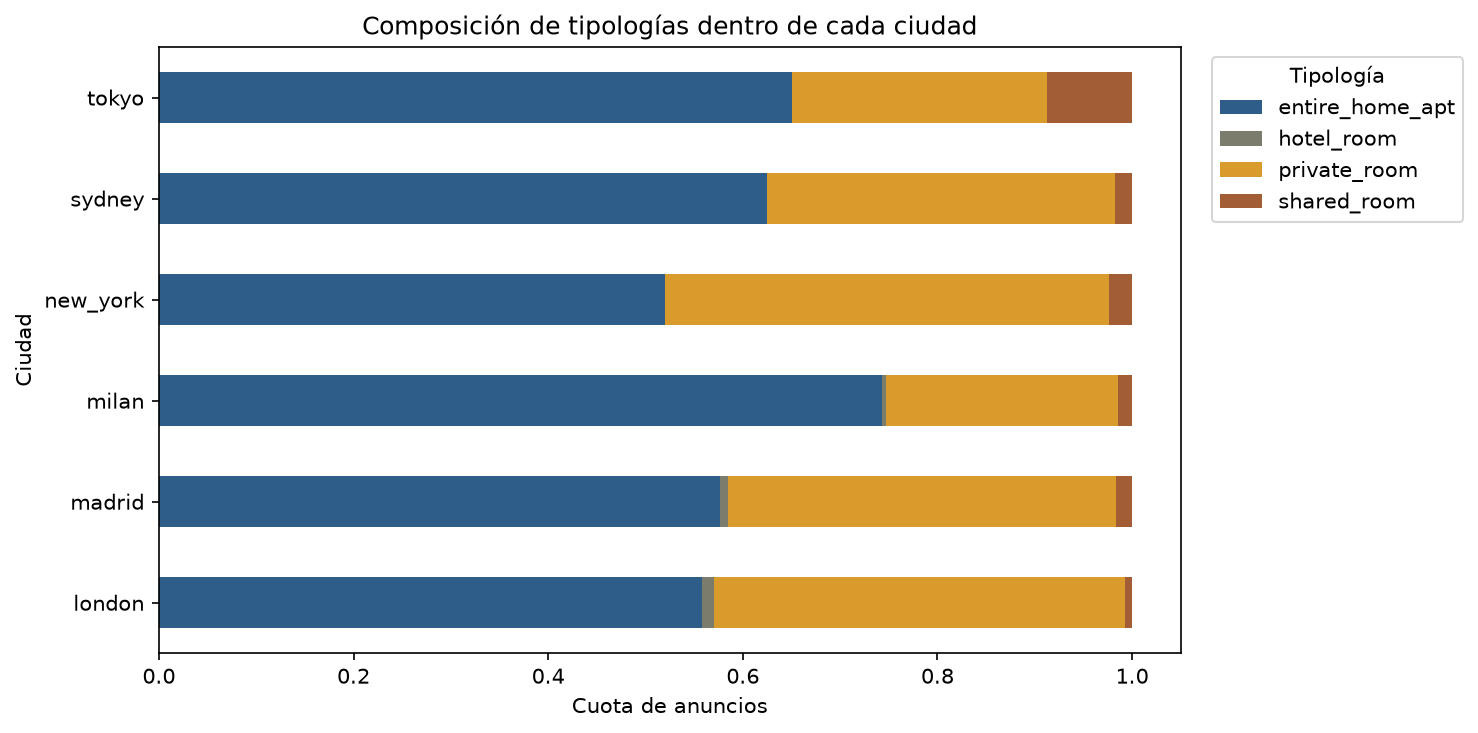 Composición de tipologías dentro de cada ciudad
Tipología
entire_home_apt
hotel_room
private_room
shared_room
Ciudad
tokyo
sydney
new_york
milan
madrid
london
0.0 0.2 0.4 0.6 0.8 1.0
Cuota de anuncios